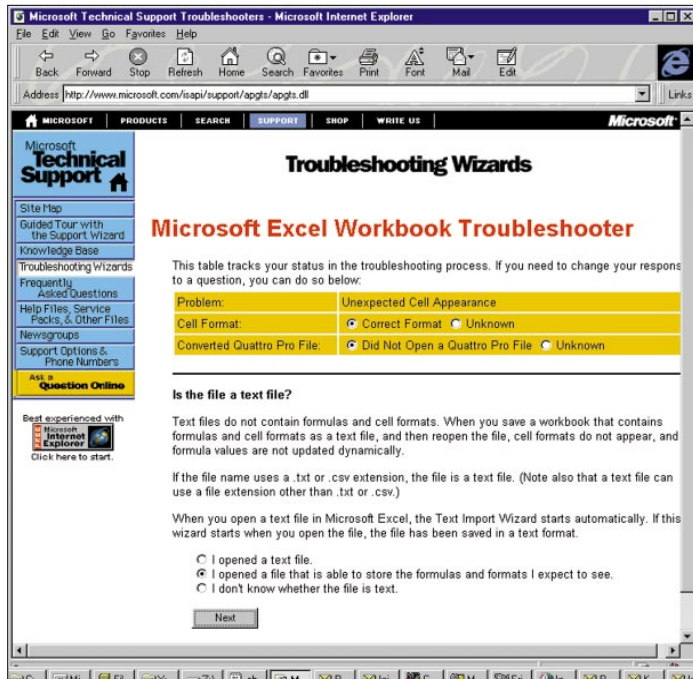 Microsoft Technical Support Troubleshooters - Microsoft Internet Explorer
File Edit View Go Favorites Help
Back Forward Stop Refresh Home Search Favorites Print Font Mail Edit
Address http://www.microsoft.com/isapi/support/apgts/apgts.dll Links
MICROSOFT PRODUCTS SEARCH SUPPORT SHOP WRITE US Microsoft
Microsoft
Technical
Support
Site Map
Guided Tour with
the Support Wizard
Knowledge Base
Troubleshooting Wizards
Frequently
Asked Questions
Help Files, Service
Packs, & Other Files
Newsgroups
Support Options &
Phone Numbers
Ask a
Question Online
Best experienced with
Microsoft
Internet
Explorer
Click here to start.
Troubleshooting Wizards
Microsoft Excel Workbook Troubleshooter
This table tracks your status in the troubleshooting process. If you need to change your respons
to a question, you can do so
below:
Problem: Unexpected Cell Appearance
Cell Format: Correct Format Unknown
Converted Quattro Pro File: Did Not Open a Quattro Pro File Unknown
Is the file a text file?
Text files do not contain formulas and cell formats. When you save a workbook that contains
formulas and cell formats as a text file, and then reopen the file, cell formats do not appear, and
formula values are not updated dynamically.
If the file name uses a .txt or .csv extension, the file is a text file. (Note also that a text file can
use a file extension other than .txt or .csv.)
When you open a text file in Microsoft Excel, the Text Import Wizard starts automatically. If this
wizard starts when you open the file, the file has been saved in a text format.
I opened a text file.
I opened a file that is able to store the formulas and formats I expect to see.
I don't know whether the file is text.
Next